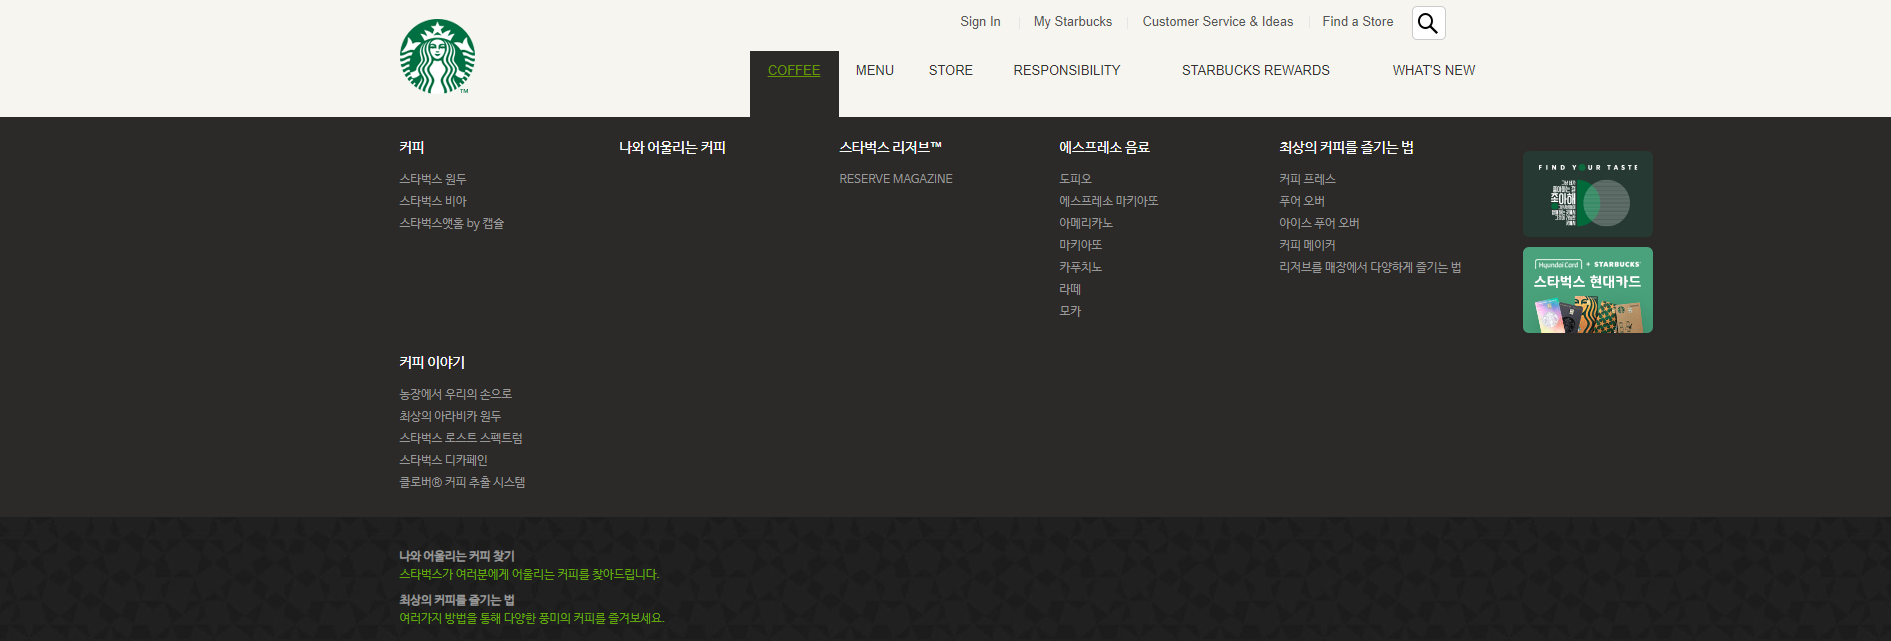 Sign In
My Starbucks
Customer Service & Ideas
Find a Store
COFFEE
MENU
STORE
RESPONSIBILITY
STARBUCKS REWARDS
WHAT'S NEW
TM
커피
스타벅스 원두
스타벅스 비아
스타벅스앳홈 by 캡슐
나와 어울리는 커피
스타벅스 리저브™
RESERVE MAGAZINE
에스프레소 음료
도피오
에스프레소 마키아또
아메리카노
마키아또
카푸치노
라떼
모카
최상의 커피를 즐기는 법
커피 프레스
푸어 오버
아이스 푸어 오버
커피 메이커
리저브를 매장에서 다양하게 즐기는 법
FIND YOUR TASTE
HyundaiCard + STARBUCKS
스타벅스 현대카드
커피 이야기
농장에서 우리의 손으로
최상의 아라비카 원두
스타벅스 로스트 스펙트럼
스타벅스 디카페인
클로버® 커피 추출 시스템
나와 어울리는 커피 찾기
스타벅스가 여러분에게 어울리는 커피를 찾아드립니다.
최상의 커피를 즐기는 법
여러가지 방법을 통해 다양한 풍미의 커피를 즐겨보세요.